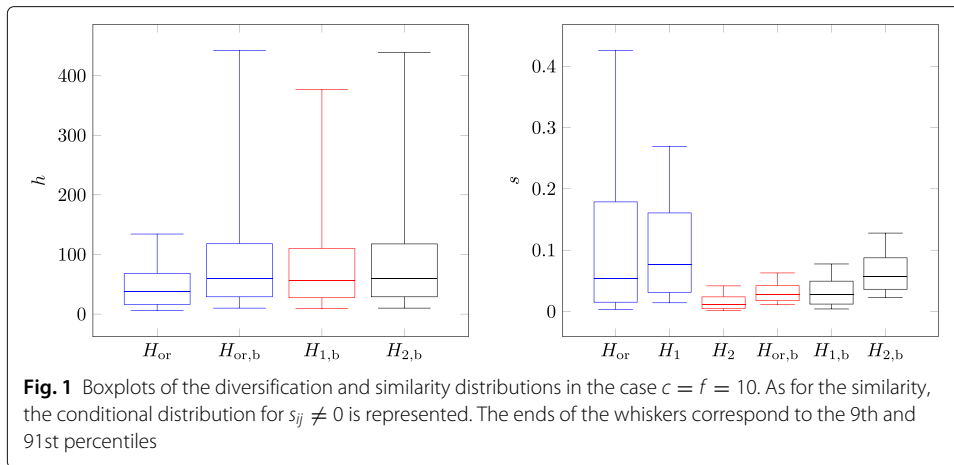 400
300
200
100
0
h
H_or H_or,b H_1,b H_2,b
0.4
0.3
0.2
0.1
0
s
H_or H_1 H_2 H_or,b H_1,b H_2,b
Fig. 1 Boxplots of the diversification and similarity distributions in the case c = f = 10. As for the similarity,
the conditional distribution for s_ij ≠ 0 is represented. The ends of the whiskers correspond to the 9th and
91st percentiles